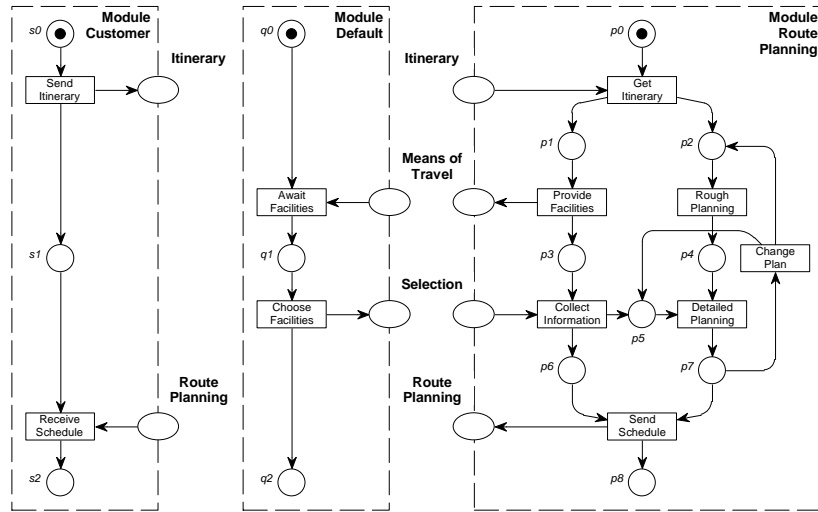 Module
Customer
s0
Send
Itinerary
Itinerary
s1
Route
Planning
Receive
Schedule
s2
Module
Default
q0
Means of
Travel
Await
Facilities
q1
Selection
Choose
Facilities
q2
Module
Route
Planning
p0
Itinerary
Get
Itinerary
p1
p2
Provide
Facilities
Rough
Planning
p3
p4
Change
Plan
Collect
Information
p5
Detailed
Planning
p6
p7
Route
Planning
Send
Schedule
p8